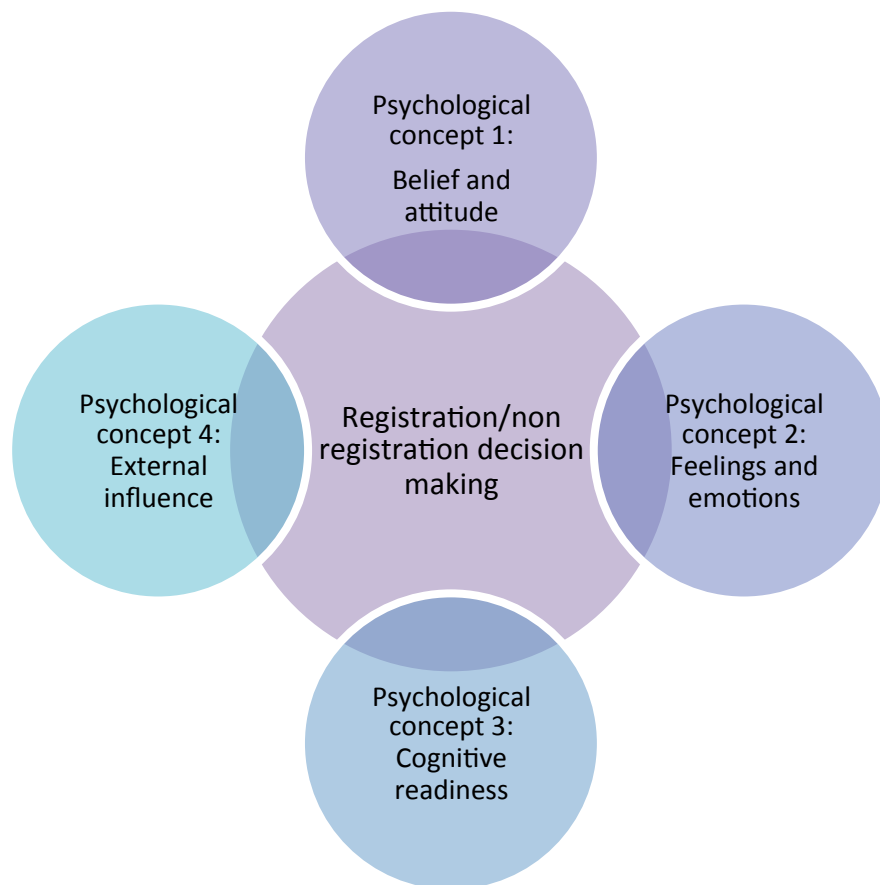 Psychological
concept 1:
Belief and
attitude
Psychological
concept 4:
External
influence
Registration/non
registration decision
making
Psychological
concept 2:
Feelings and
emotions
Psychological
concept 3:
Cognitive
readiness